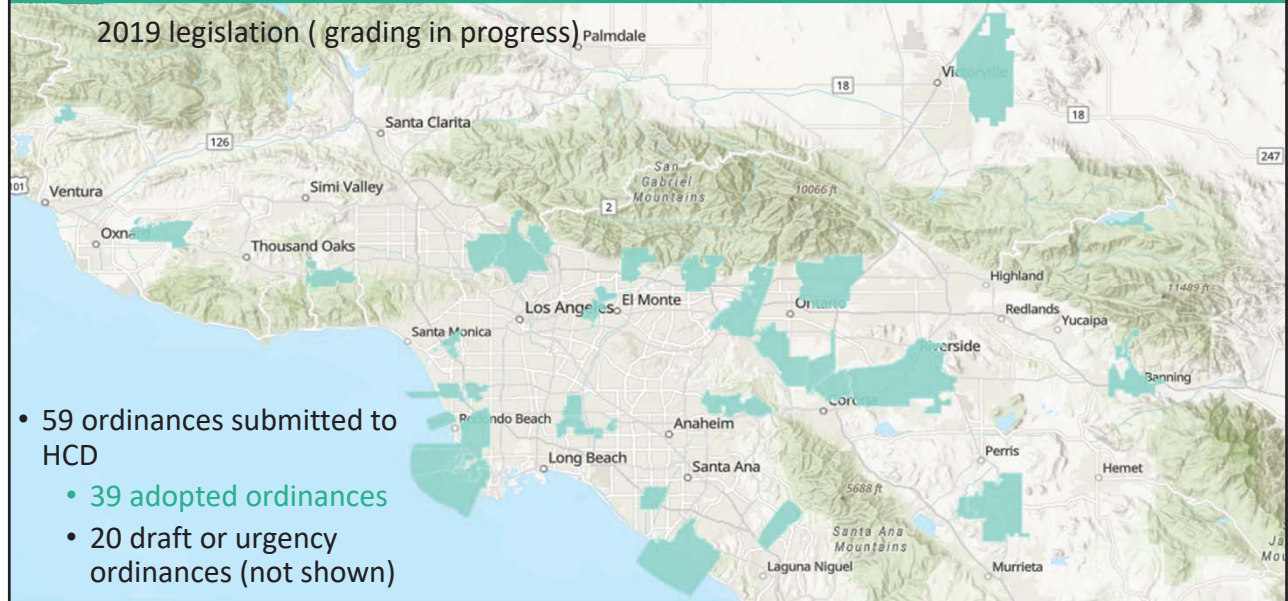 2019 legislation ( grading in progress)
Palmdale
Victorville
18
18
247
Santa Clarita
126
San
Gabriel
Mountains
10066 ft
2
101
Ventura
Simi Valley
Oxnard
Thousand Oaks
Los Angeles
El Monte
Ontario
Highland
11489 ft
Redlands
Yucaipa
Santa Monica
Riverside
Banning
Corona
• 59 ordinances submitted to
HCD
• 39 adopted ordinances
• 20 draft or urgency
ordinances (not shown)
Redondo Beach
Anaheim
Long Beach
Santa Ana
Perris
Hemet
5688 ft
Santa Ana
Mountains
Laguna Niguel
Murrieta
Ja
Mou